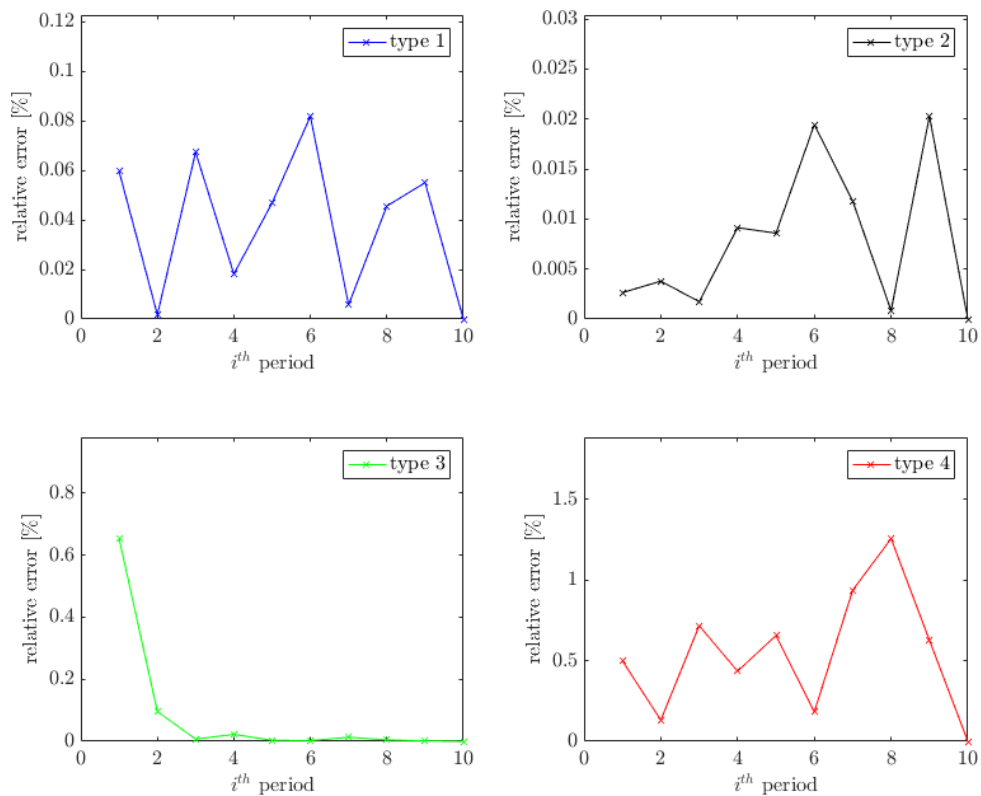 0.12
0.1
0.08
0.06
0.04
0.02
0
relative error [%]
type 1
0 2 4 6 8 10
i^th period
0.03
0.025
0.02
0.015
0.01
0.005
0
relative error [%]
type 2
0 2 4 6 8 10
i^th period
0.8
0.6
0.4
0.2
0
relative error [%]
type 3
0 2 4 6 8 10
i^th period
1.5
1
0.5
0
relative error [%]
type 4
0 2 4 6 8 10
i^th period